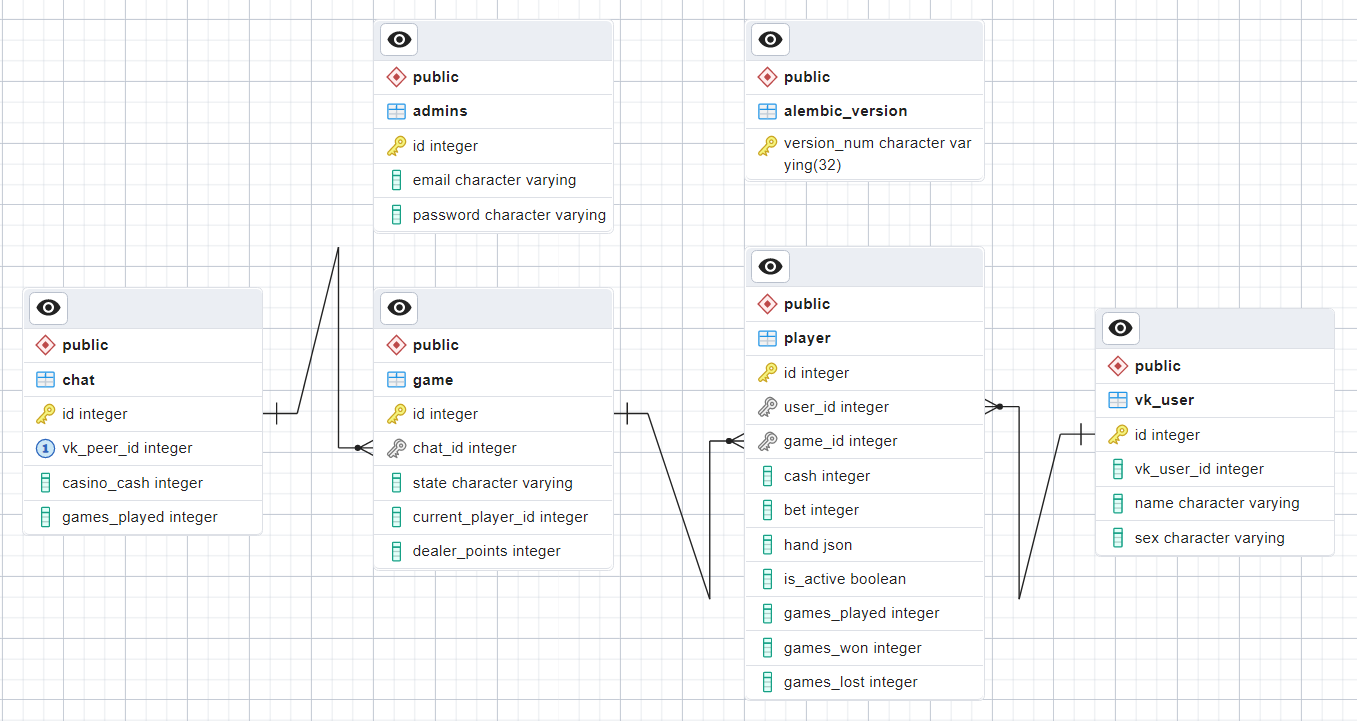 public
admins
id integer
email character varying
password character varying
public
alembic_version
version_num character var
ying(32)
public
chat
id integer
1 vk_peer_id integer
casino_cash integer
games_played integer
public
game
id integer
chat_id integer
state character varying
current_player_id integer
dealer_points integer
public
player
id integer
user_id integer
game_id integer
cash integer
bet integer
hand json
is_active boolean
games_played integer
games_won integer
games_lost integer
public
vk_user
id integer
vk_user_id integer
name character varying
sex character varying